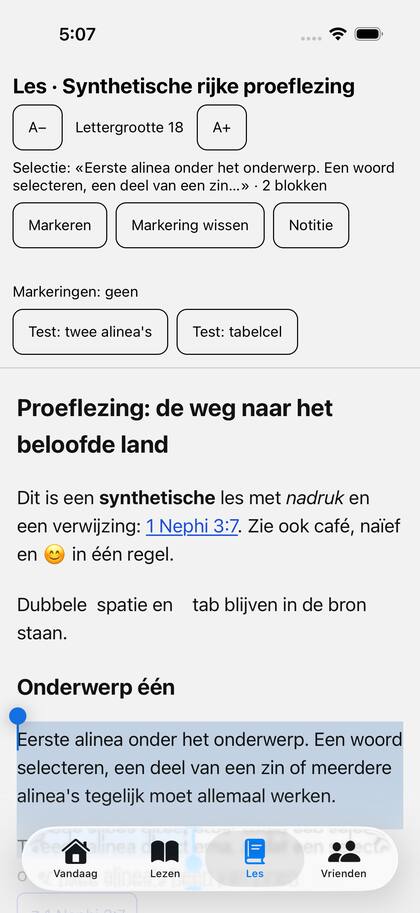 5:07
Les · Synthetische rijke proeflezing
A−
Lettergrootte 18
A+
Selectie: «Eerste alinea onder het onderwerp. Een woord
selecteren, een deel van een zin...» · 2 blokken
Markeren
Markering wissen
Notitie
Markeringen: geen
Test: twee alinea's
Test: tabelcel
Proeflezing: de weg naar het
beloofde land
Dit is een synthetische les met nadruk en
een verwijzing: 1 Nephi 3:7. Zie ook café, naïef
en 😊 in één regel.
Dubbele  spatie en    tab blijven in de bron
staan.
Onderwerp één
Eerste alinea onder het onderwerp. Een woord
selecteren, een deel van een zin of meerdere
alinea's tegelijk moet allemaal werken.
Vandaag
Lezen
Les
Vrienden